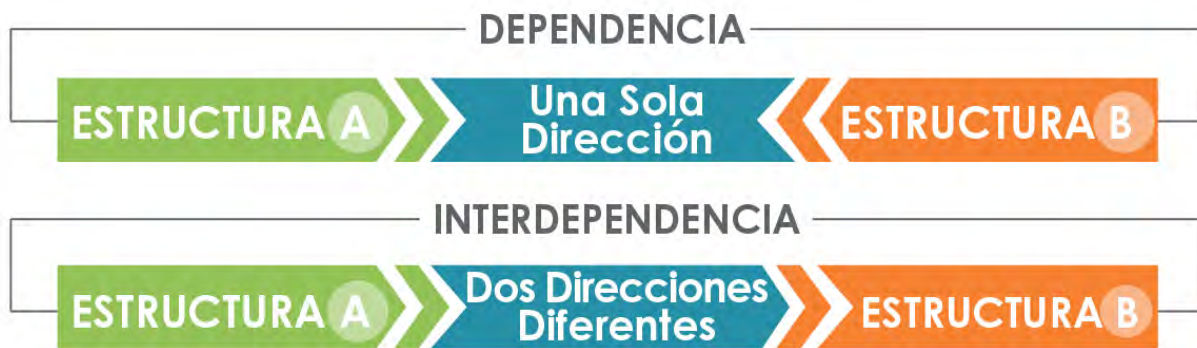 DEPENDENCIA
ESTRUCTURA A
Una Sola
Dirección
ESTRUCTURA B
INTERDEPENDENCIA
ESTRUCTURA A
Dos Direcciones
Diferentes
ESTRUCTURA B